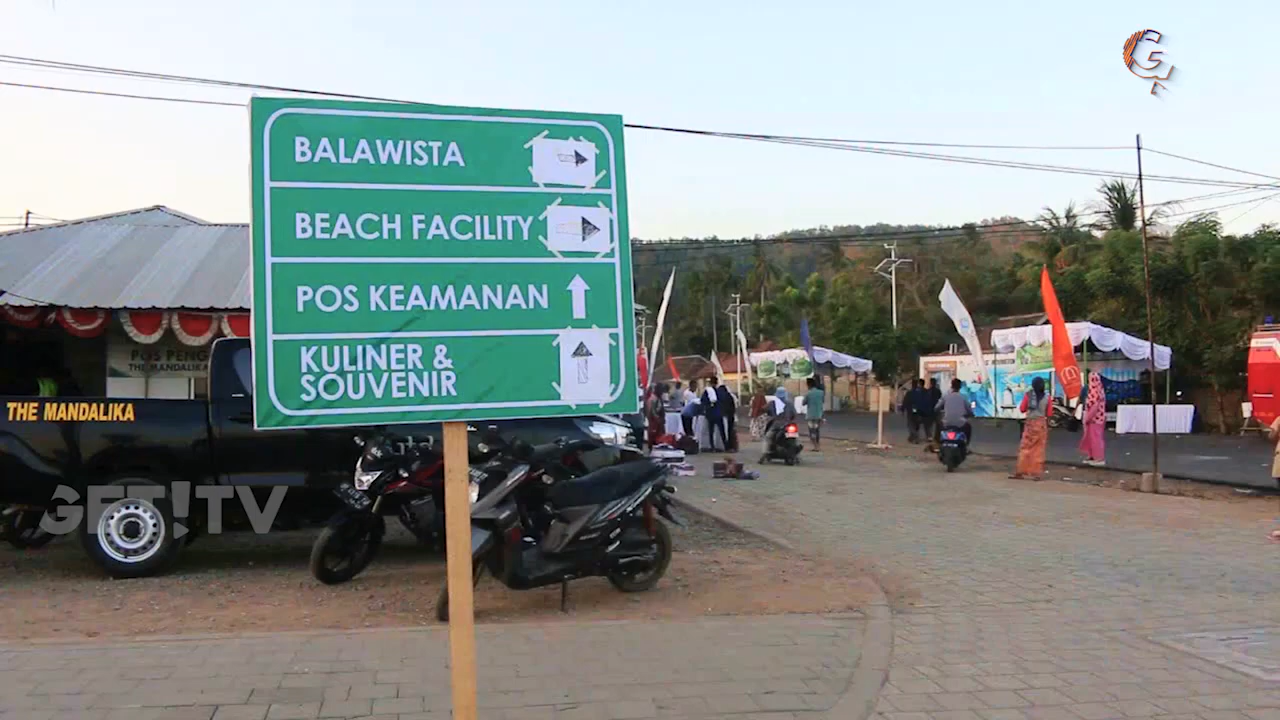 BALAWISTA
BEACH FACILITY
POS KEAMANAN
KULINER &
SOUVENIR
POS PENG
THE MANDALIKA
THE MANDALIKA
GET!TV